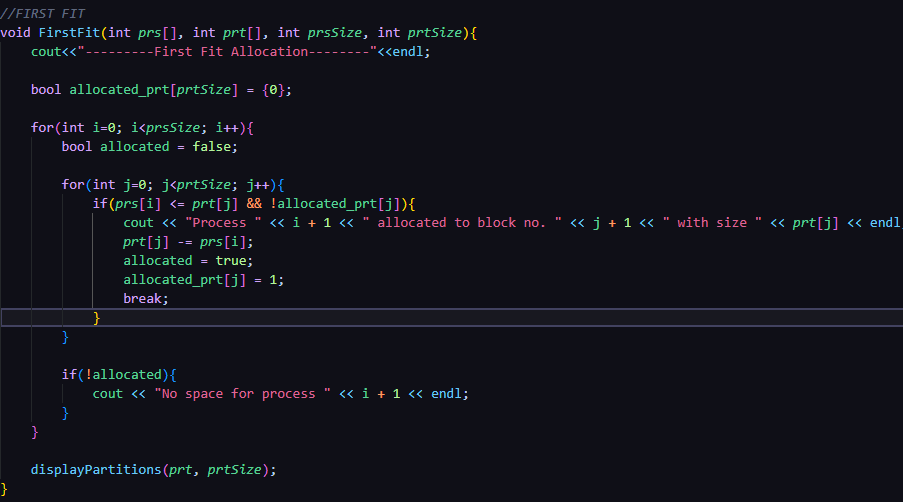 //FIRST FIT
void FirstFit(int prs[], int prt[], int prsSize, int prtSize){
    cout<<"---------First Fit Allocation--------"<<endl;

    bool allocated_prt[prtSize] = {0};

    for(int i=0; i<prsSize; i++){
        bool allocated = false;

        for(int j=0; j<prtSize; j++){
            if(prs[i] <= prt[j] && !allocated_prt[j]){
                cout << "Process " << i + 1 << " allocated to block no. " << j + 1 << " with size " << prt[j] << endl
                prt[j] -= prs[i];
                allocated = true;
                allocated_prt[j] = 1;
                break;
            }
        }

        if(!allocated){
            cout << "No space for process " << i + 1 << endl;
        }
    }

    displayPartitions(prt, prtSize);
}